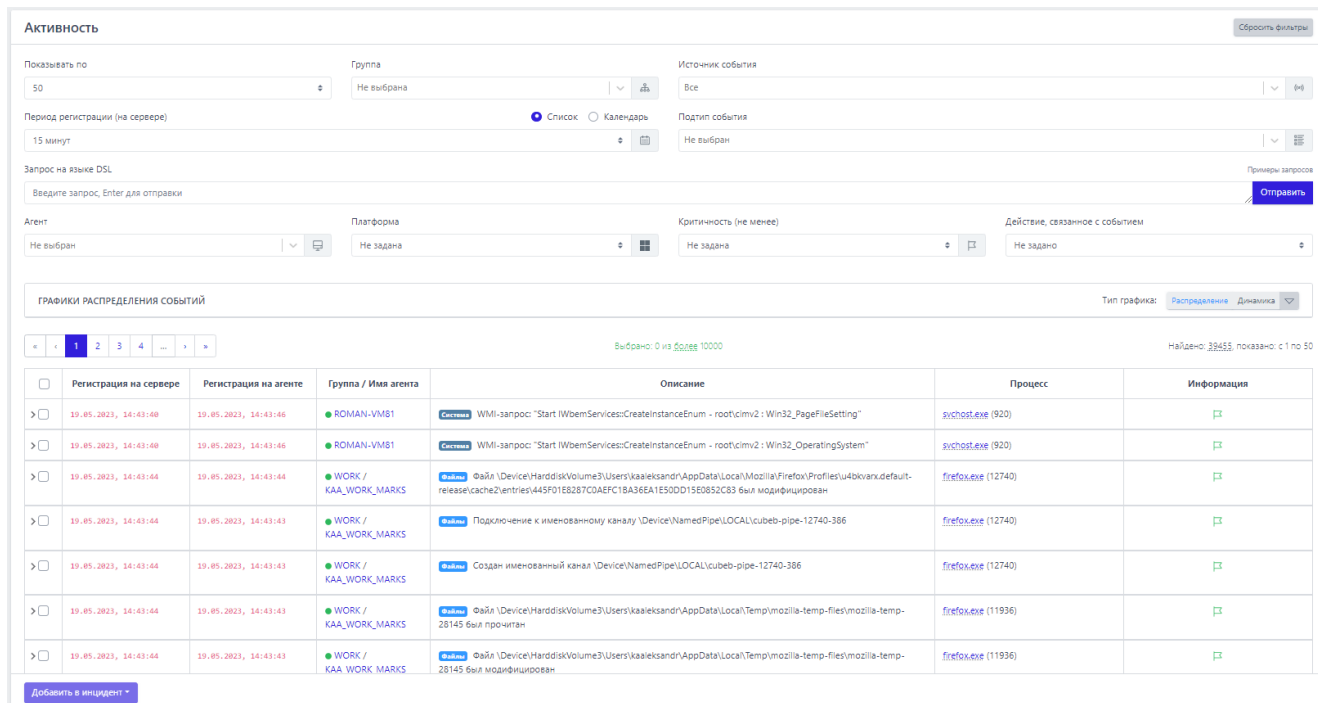 Активность
Сбросить фильтры
Показывать по
Группа
Источник события
50
Не выбрана
Все
Период регистрации (на сервере)
Список
Календарь
Подтип события
15 минут
Не выбран
Запрос на языке DSL
Примеры запросов
Введите запрос, Enter для отправки
Отправить
Агент
Платформа
Критичность (не менее)
Действие, связанное с событием
Не выбран
Не задана
Не задана
Не задано
ГРАФИКИ РАСПРЕДЕЛЕНИЯ СОБЫТИЙ
Тип графика:
Распределение
Динамика
« ‹ 1 2 3 4 ... › »
Выбрано: 0 из более 10000
Найдено: 39455, показано: с 1 по 50
Регистрация на сервере
Регистрация на агенте
Группа / Имя агента
Описание
Процесс
Информация
19.05.2023, 14:43:40
19.05.2023, 14:43:46
ROMAN-VM81
Система WMI-запрос: "Start IWbemServices::CreateInstanceEnum - root\cimv2 : Win32_PageFileSetting"
svchost.exe (920)
19.05.2023, 14:43:40
19.05.2023, 14:43:46
ROMAN-VM81
Система WMI-запрос: "Start IWbemServices::CreateInstanceEnum - root\cimv2 : Win32_OperatingSystem"
svchost.exe (920)
19.05.2023, 14:43:44
19.05.2023, 14:43:44
WORK /
KAA_WORK_MARKS
Файлы Файл \Device\HarddiskVolume3\Users\kaaleksandr\AppData\Local\Mozilla\Firefox\Profiles\u4bkvarx.default-
release\cache2\entries\445F01E8287C0AEFC1BA36EA1E50DD15E0852C83 был модифицирован
firefox.exe (12740)
19.05.2023, 14:43:44
19.05.2023, 14:43:43
WORK /
KAA_WORK_MARKS
Файлы Подключение к именованному каналу \Device\NamedPipe\LOCAL\cubeb-pipe-12740-386
firefox.exe (12740)
19.05.2023, 14:43:44
19.05.2023, 14:43:43
WORK /
KAA_WORK_MARKS
Файлы Создан именованный канал \Device\NamedPipe\LOCAL\cubeb-pipe-12740-386
firefox.exe (12740)
19.05.2023, 14:43:44
19.05.2023, 14:43:43
WORK /
KAA_WORK_MARKS
Файлы Файл \Device\HarddiskVolume3\Users\kaaleksandr\AppData\Local\Temp\mozilla-temp-files\mozilla-temp-
28145 был прочитан
firefox.exe (11936)
19.05.2023, 14:43:44
19.05.2023, 14:43:43
WORK /
KAA_WORK_MARKS
Файлы Файл \Device\HarddiskVolume3\Users\kaaleksandr\AppData\Local\Temp\mozilla-temp-files\mozilla-temp-
28145 был модифицирован
firefox.exe (11936)
Добавить в инцидент